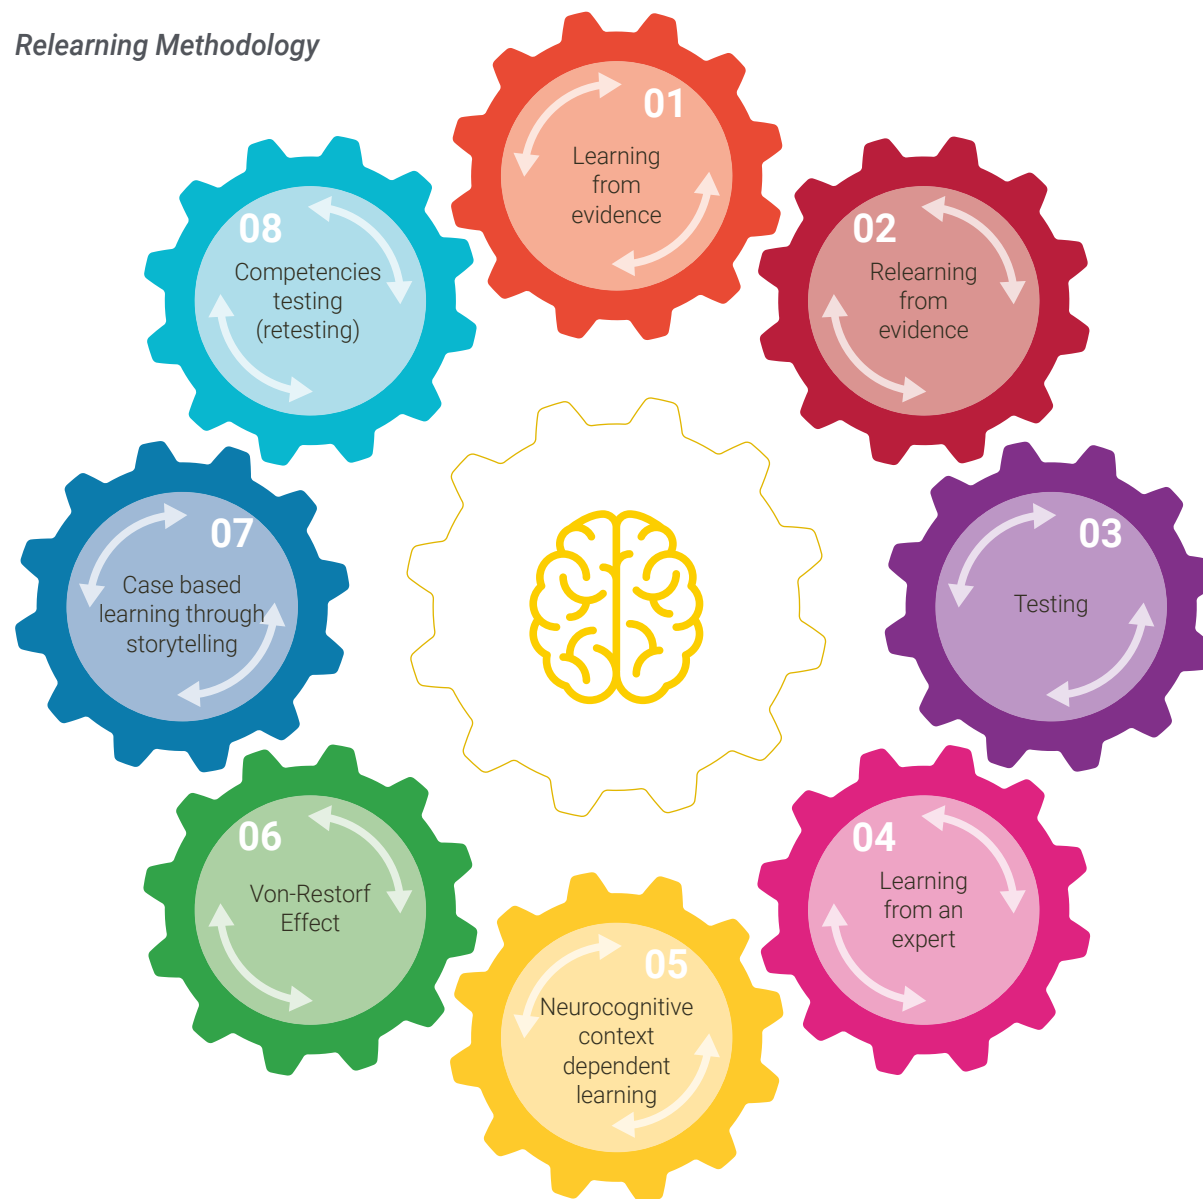 Relearning Methodology
01
Learning
from
evidence
02
Relearning
from
evidence
03
Testing
04
Learning
from an
expert
05
Neurocognitive
context
dependent
learning
06
Von-Restorf
Effect
07
Case based
learning through
storytelling
08
Competencies
testing
(retesting)